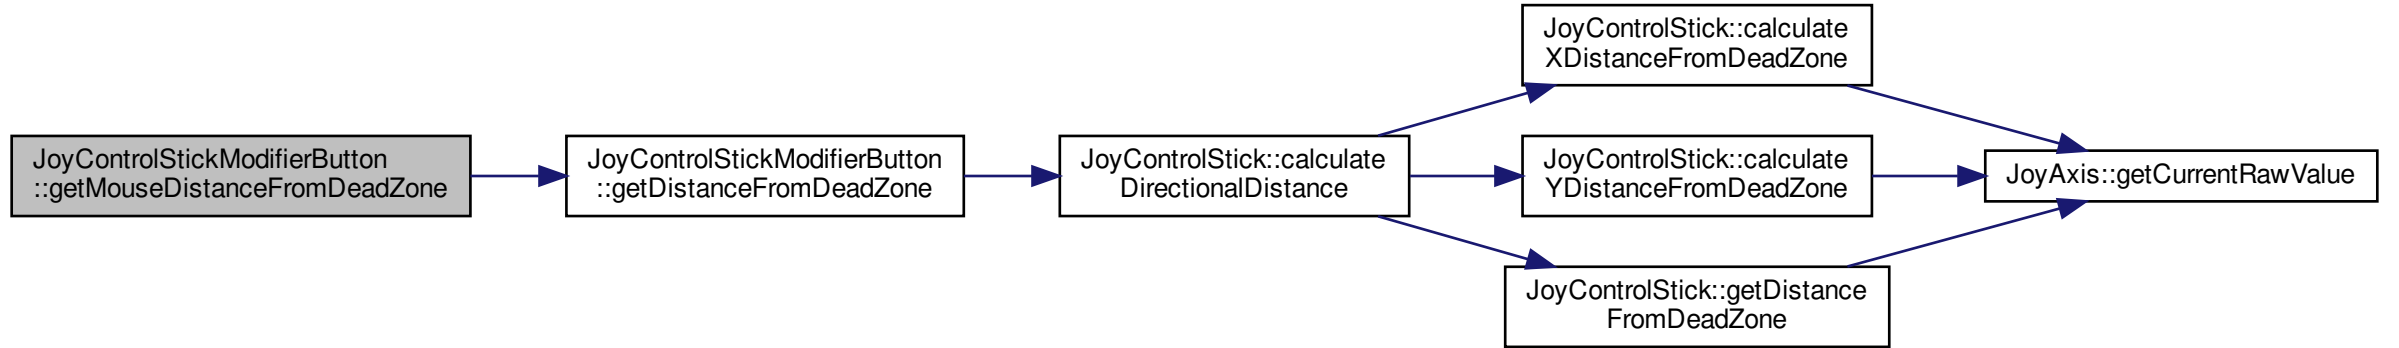 JoyControlStickModifierButton
::getMouseDistanceFromDeadZone
JoyControlStickModifierButton
::getDistanceFromDeadZone
JoyControlStick::calculate
DirectionalDistance
JoyControlStick::calculate
XDistanceFromDeadZone
JoyControlStick::calculate
YDistanceFromDeadZone
JoyControlStick::getDistance
FromDeadZone
JoyAxis::getCurrentRawValue